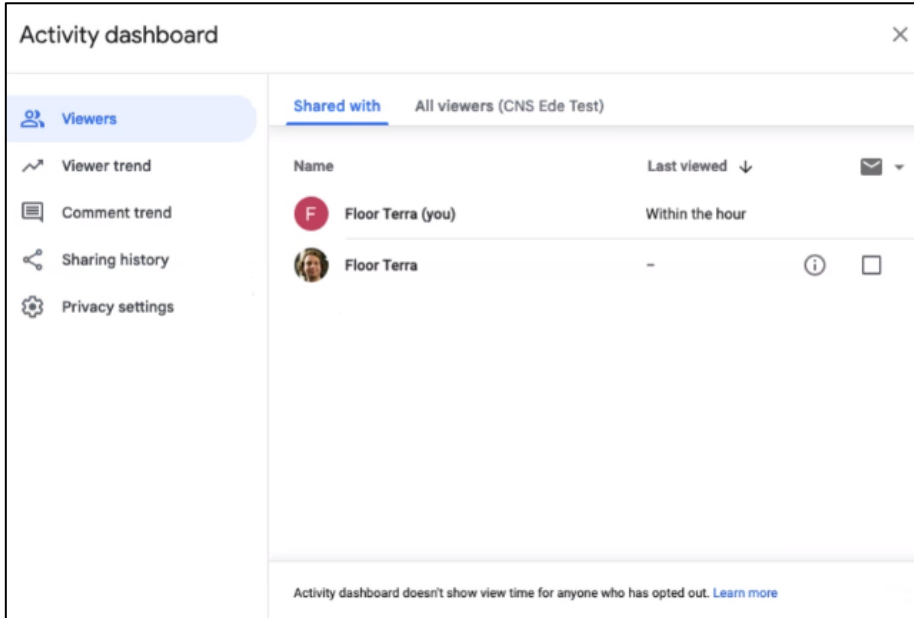 Activity dashboard
Viewers
Viewer trend
Comment trend
Sharing history
Privacy settings
Shared with All viewers (CNS Ede Test)
Name Last viewed
F Floor Terra (you) Within the hour
Floor Terra –
Activity dashboard doesn't show view time for anyone who has opted out. Learn more